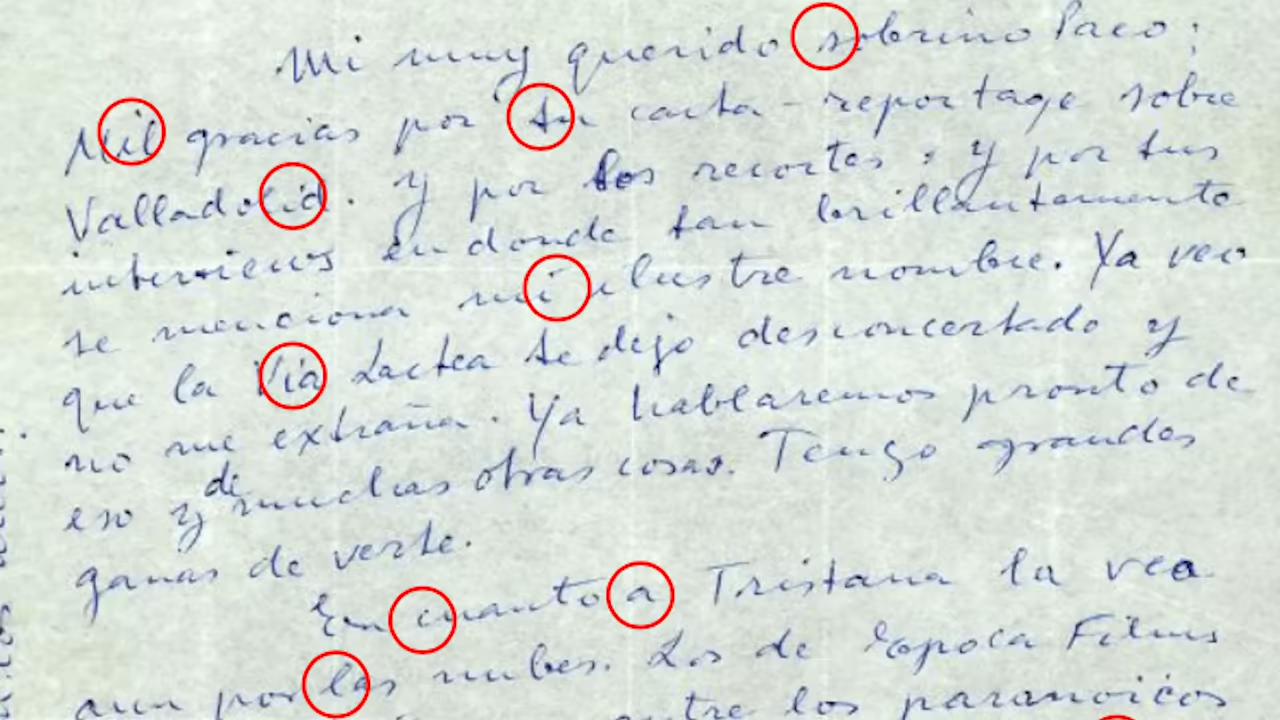 Mi muy querido sobrino Paco:
Mil gracias por tu carta-reportage sobre
Valladolid. Y por los recortes: y por tus
interviews en donde tan brillantemente
se menciona mi ilustre nombre. Ya veo
que la Via Lactea te dejo desconcertado y
no me extraña. Ya hablaremos pronto de
eso y de muchas otras cosas. Tengo grandes
ganas de verte.
En cuanto a Tristana la veo
aun por las nubes. Los de Epoca Films
entre los paranoicos